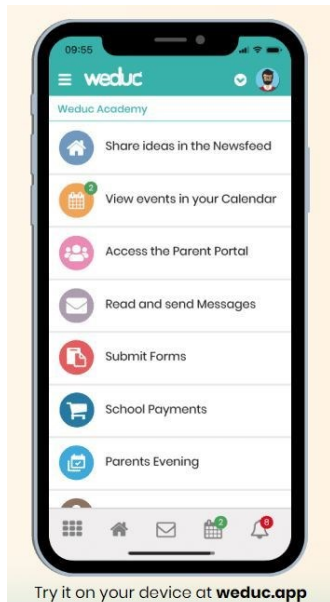 09:55
weduc
Weduc Academy
Share ideas in the Newsfeed
2
View events in your Calendar
Access the Parent Portal
Read and send Messages
Submit Forms
School Payments
Parents Evening
2
8
Try it on your device at weduc.app